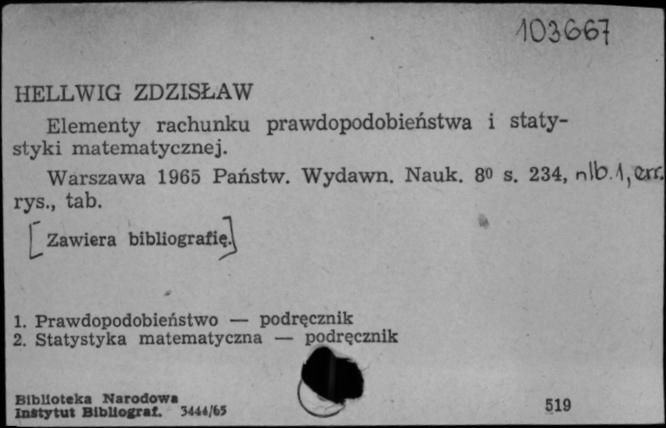 103667
HELLWIG ZDZISŁAW
Elementy rachunku prawdopodobieństwa i staty-
styki matematycznej.
Warszawa 1965 Państw. Wydawn. Nauk. 8⁰ s. 234, nlb. 1, err.
rys., tab.
[Zawiera bibliografię.]
1. Prawdopodobieństwo — podręcznik
2. Statystyka matematyczna — podręcznik
Biblioteka Narodowa
Instytut Bibliograf. 3444/65
519